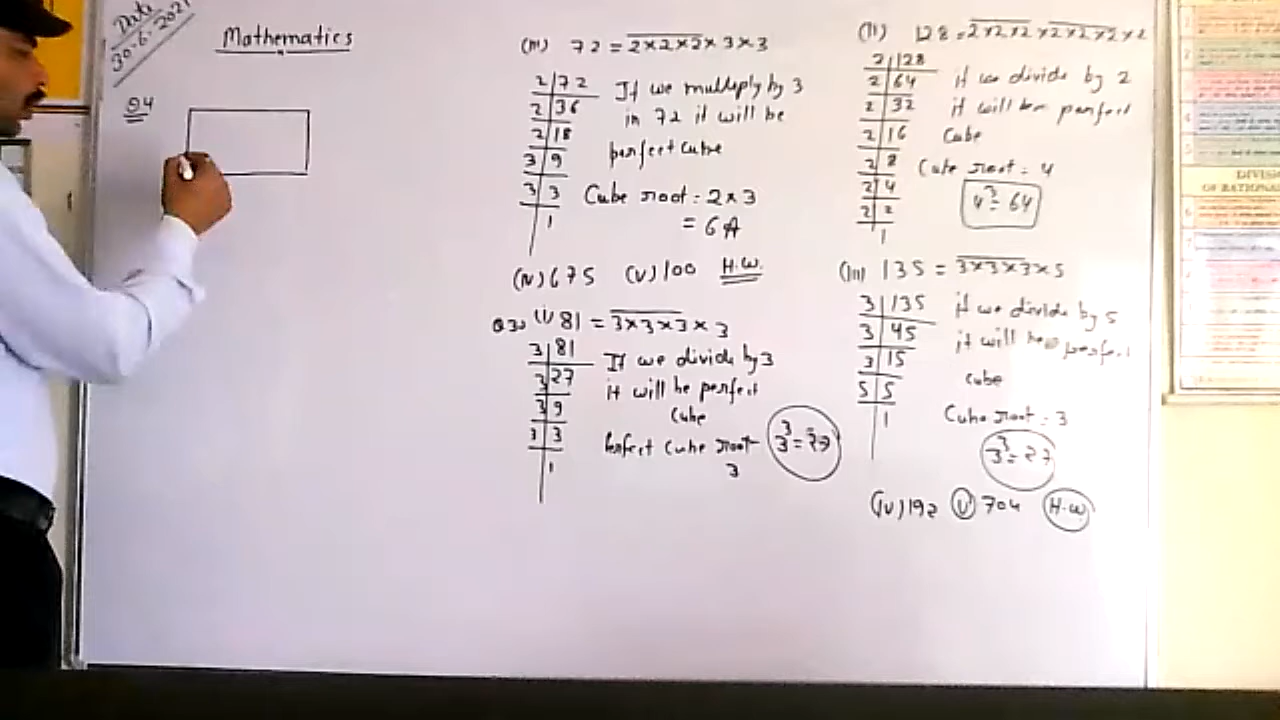 Date
30-6-2021
Mathematics
Q4
(III) 72 = 2×2×2×3×3
2|72
2|36
2|18
3|9
3|3
1
If we multiply by 3
in 72 it will be
perfect cube
Cube root = 2×3
= 6 A
(IV) 675 (V) 100 H.W.
Q3) (i) 81 = 3×3×3×3
3|81
3|27
3|9
3|3
1
If we divide by 3
it will be perfect
Cube
Perfect Cube root
3
3³=27
(II) 128 = 2×2×2×2×2×2×2
2|128
2|64
2|32
2|16
2|8
2|4
2|2
1
if we divide by 2
it will be perfect
Cube
Cube root = 4
4³=64
(III) 135 = 3×3×3×5
3|135
3|45
3|15
5|5
1
if we divide by 5
it will be perfect
cube
Cube root = 3
3³=27
(IV) 192 (V) 704 H.W.
DIVISI
OF RATIONA